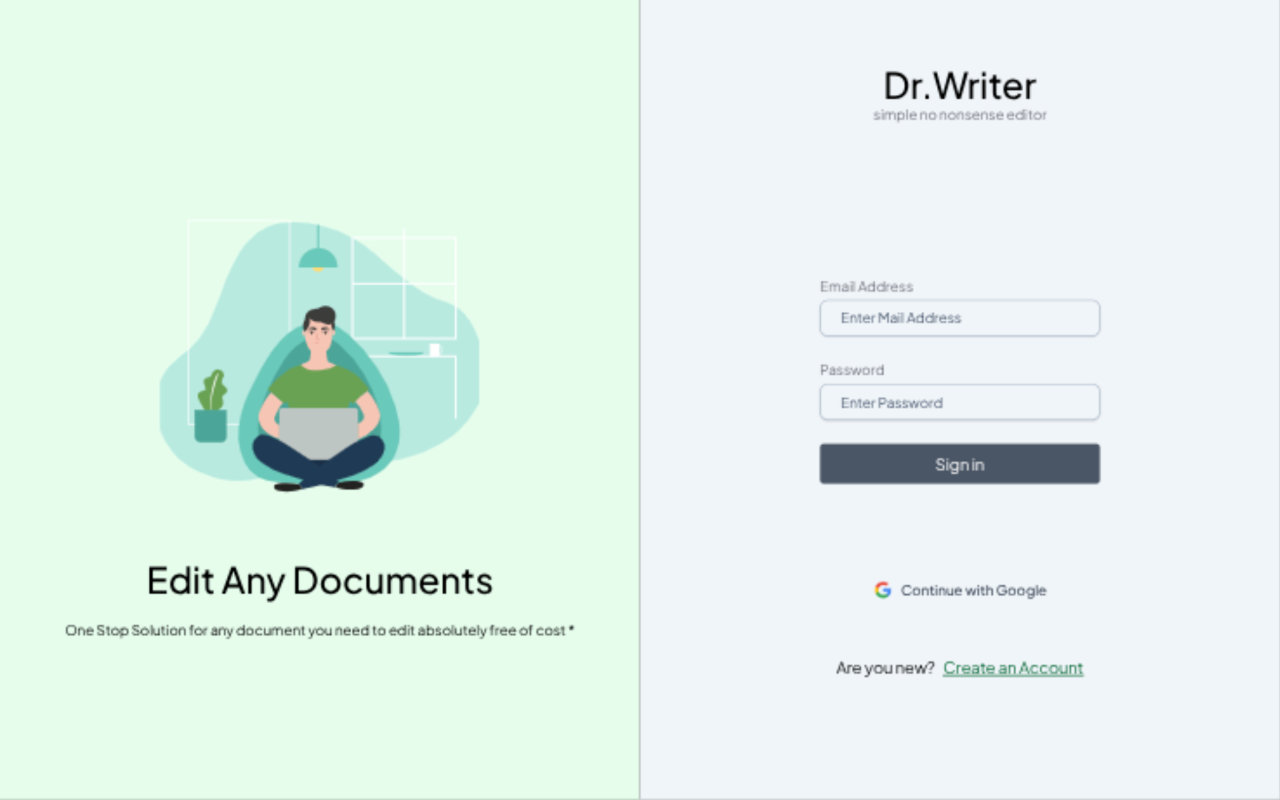 Dr.Writer
simple no nonsense editor
Email Address
Enter Mail Address
Password
Enter Password
Sign in
Continue with Google
Are you new? Create an Account
Edit Any Documents
One Stop Solution for any document you need to edit absolutely free of cost *